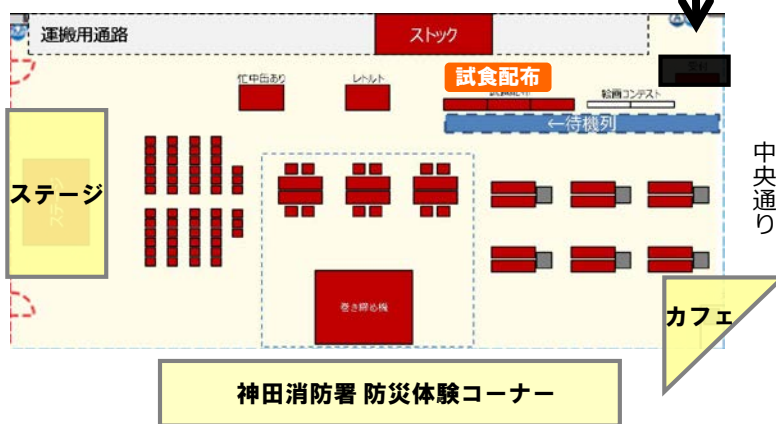 運搬用通路
ストック
忙中缶あり
レトルト
試食配布
絵画コンテスト
受付
←待機列
ステージ
中央通り
巻き締め機
カフェ
神田消防署 防災体験コーナー